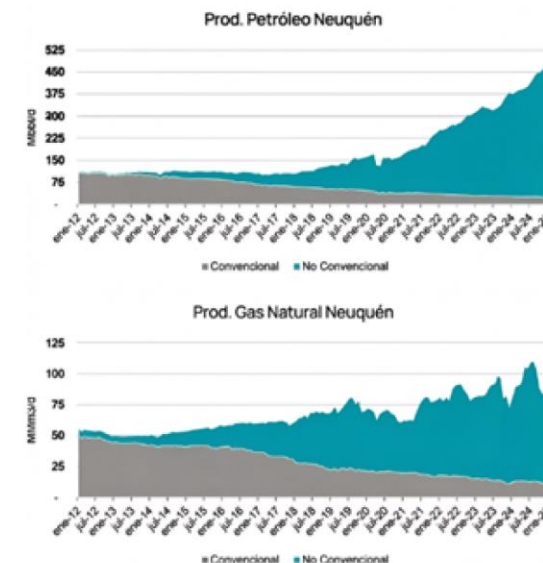 Prod. Petróleo Neuquén
525
450
375
300
225
150
75
-
Mbbl/d
ene-12
jul-12
ene-13
jul-13
ene-14
jul-14
ene-15
jul-15
ene-16
jul-16
ene-17
jul-17
ene-18
jul-18
ene-19
jul-19
ene-20
jul-20
ene-21
jul-21
ene-22
jul-22
ene-23
jul-23
ene-24
jul-24
ene-2
Convencional No Convencional
Prod. Gas Natural Neuquén
125
100
75
50
25
-
MMm3/d
ene-12
jul-12
ene-13
jul-13
ene-14
jul-14
ene-15
jul-15
ene-16
jul-16
ene-17
jul-17
ene-18
jul-18
ene-19
jul-19
ene-20
jul-20
ene-21
jul-21
ene-22
jul-22
ene-23
jul-23
ene-24
jul-24
ene-2
Convencional No Convencional